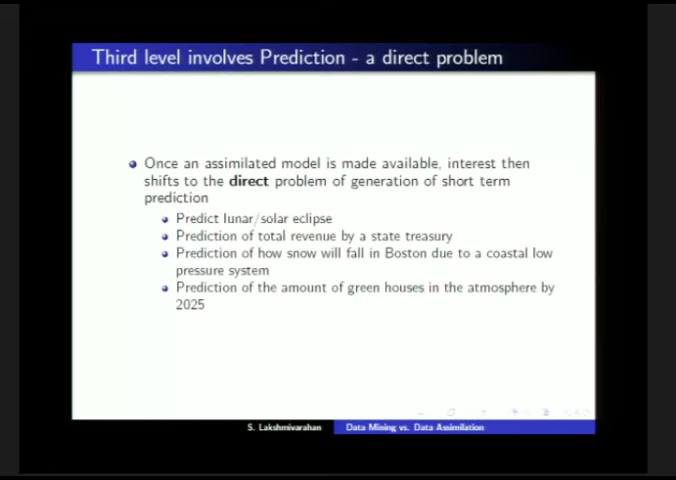 Third level involves Prediction - a direct problem
Once an assimilated model is made available, interest then
shifts to the direct problem of generation of short term
prediction
Predict lunar/solar eclipse
Prediction of total revenue by a state treasury
Prediction of how snow will fall in Boston due to a coastal low
pressure system
Prediction of the amount of green houses in the atmosphere by
2025
S. Lakshmivarahan
Data Mining vs. Data Assimilation